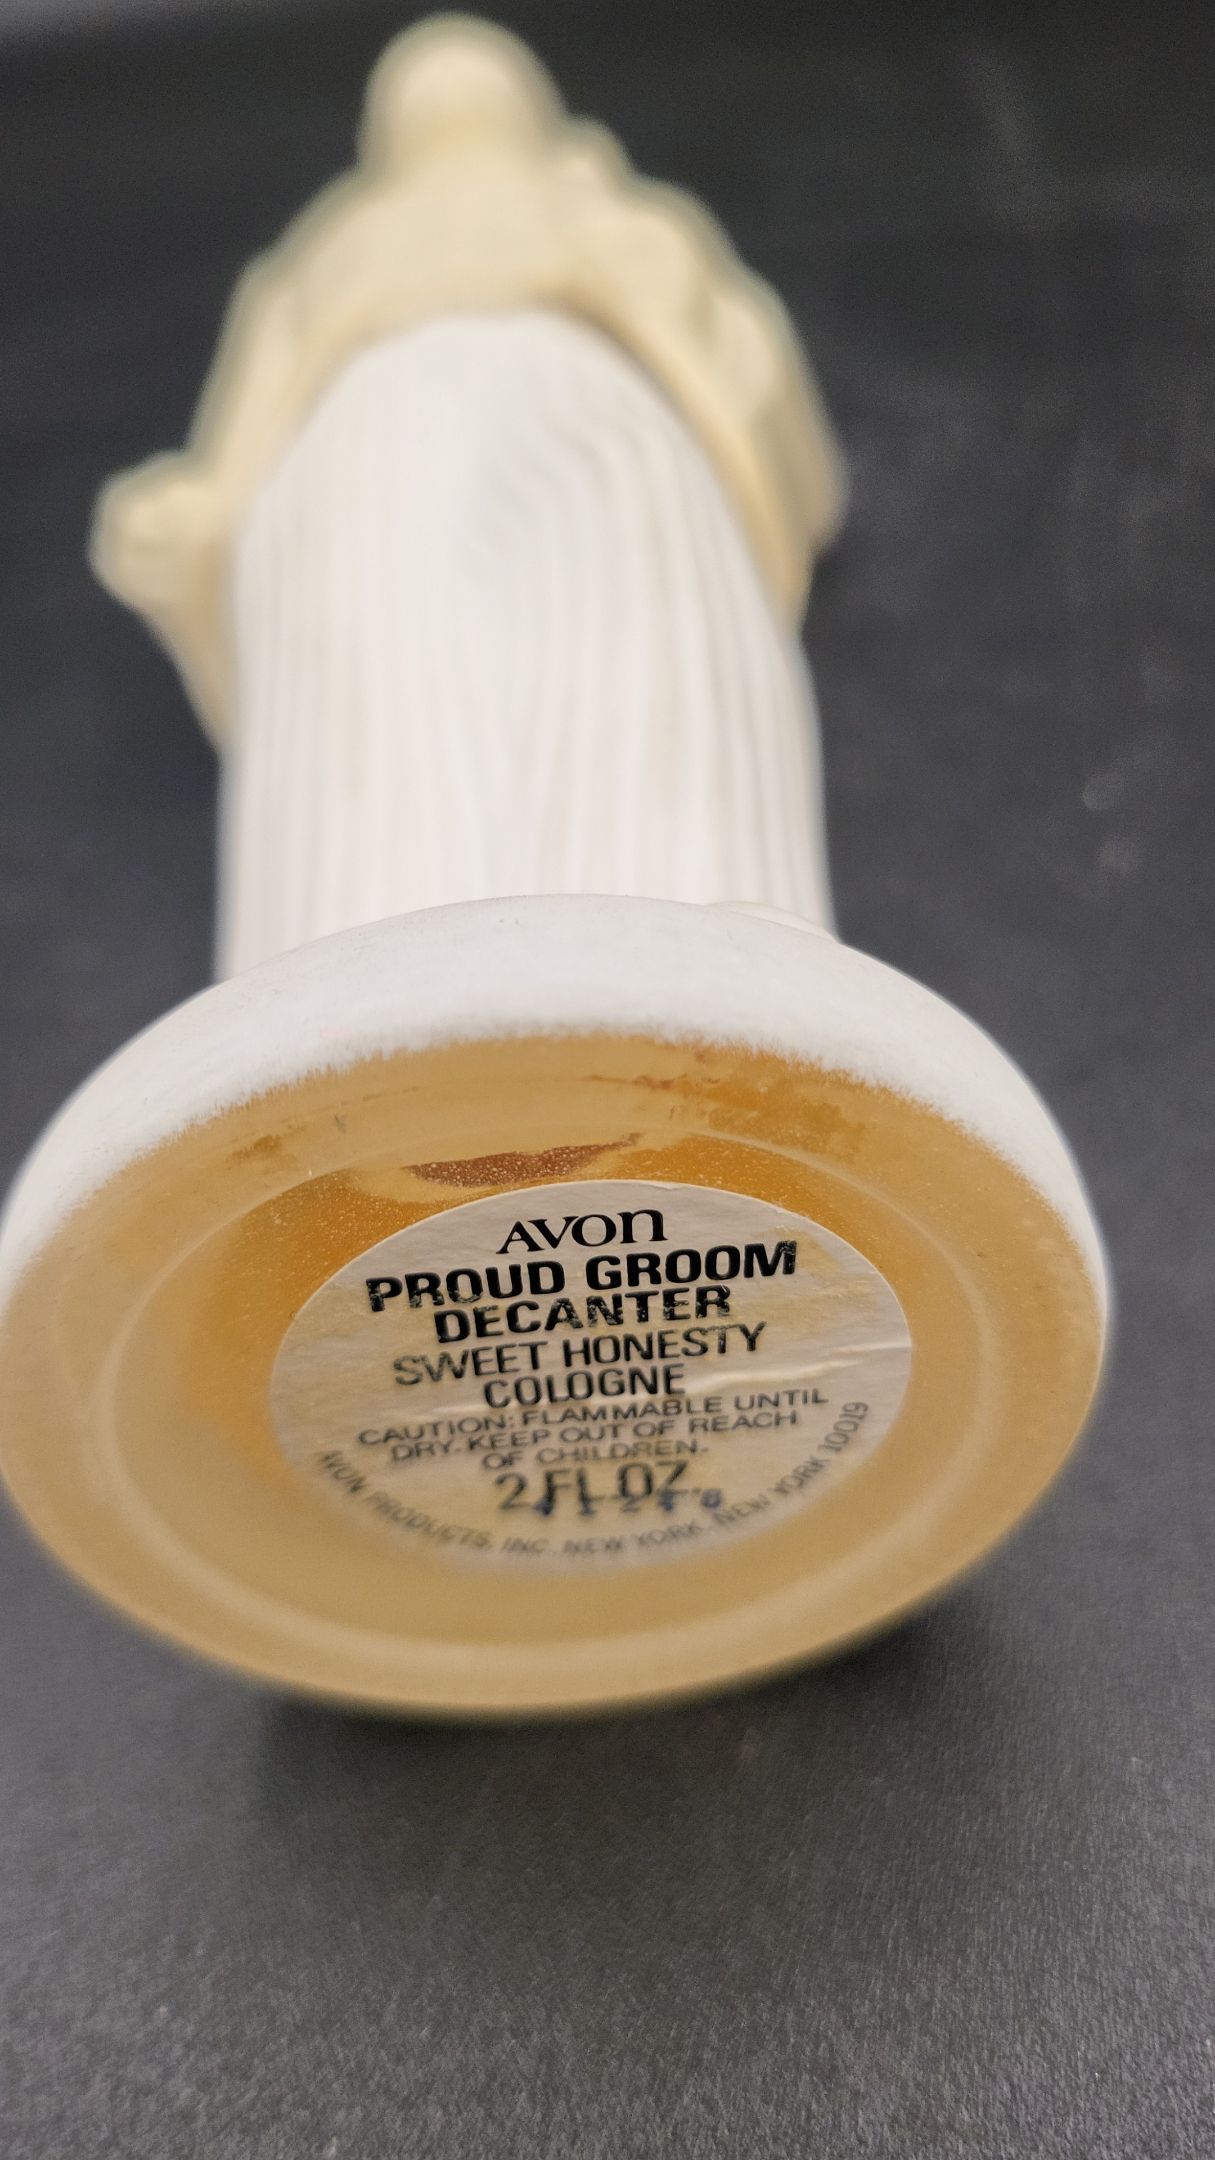 AVON
PROUD GROOM
DECANTER
SWEET HONESTY
COLOGNE
CAUTION: FLAMMABLE UNTIL
DRY-KEEP OUT OF REACH
OF CHILDREN-
2 FL OZ.
AVON PRODUCTS, INC. NEW YORK, NEW YORK 10019